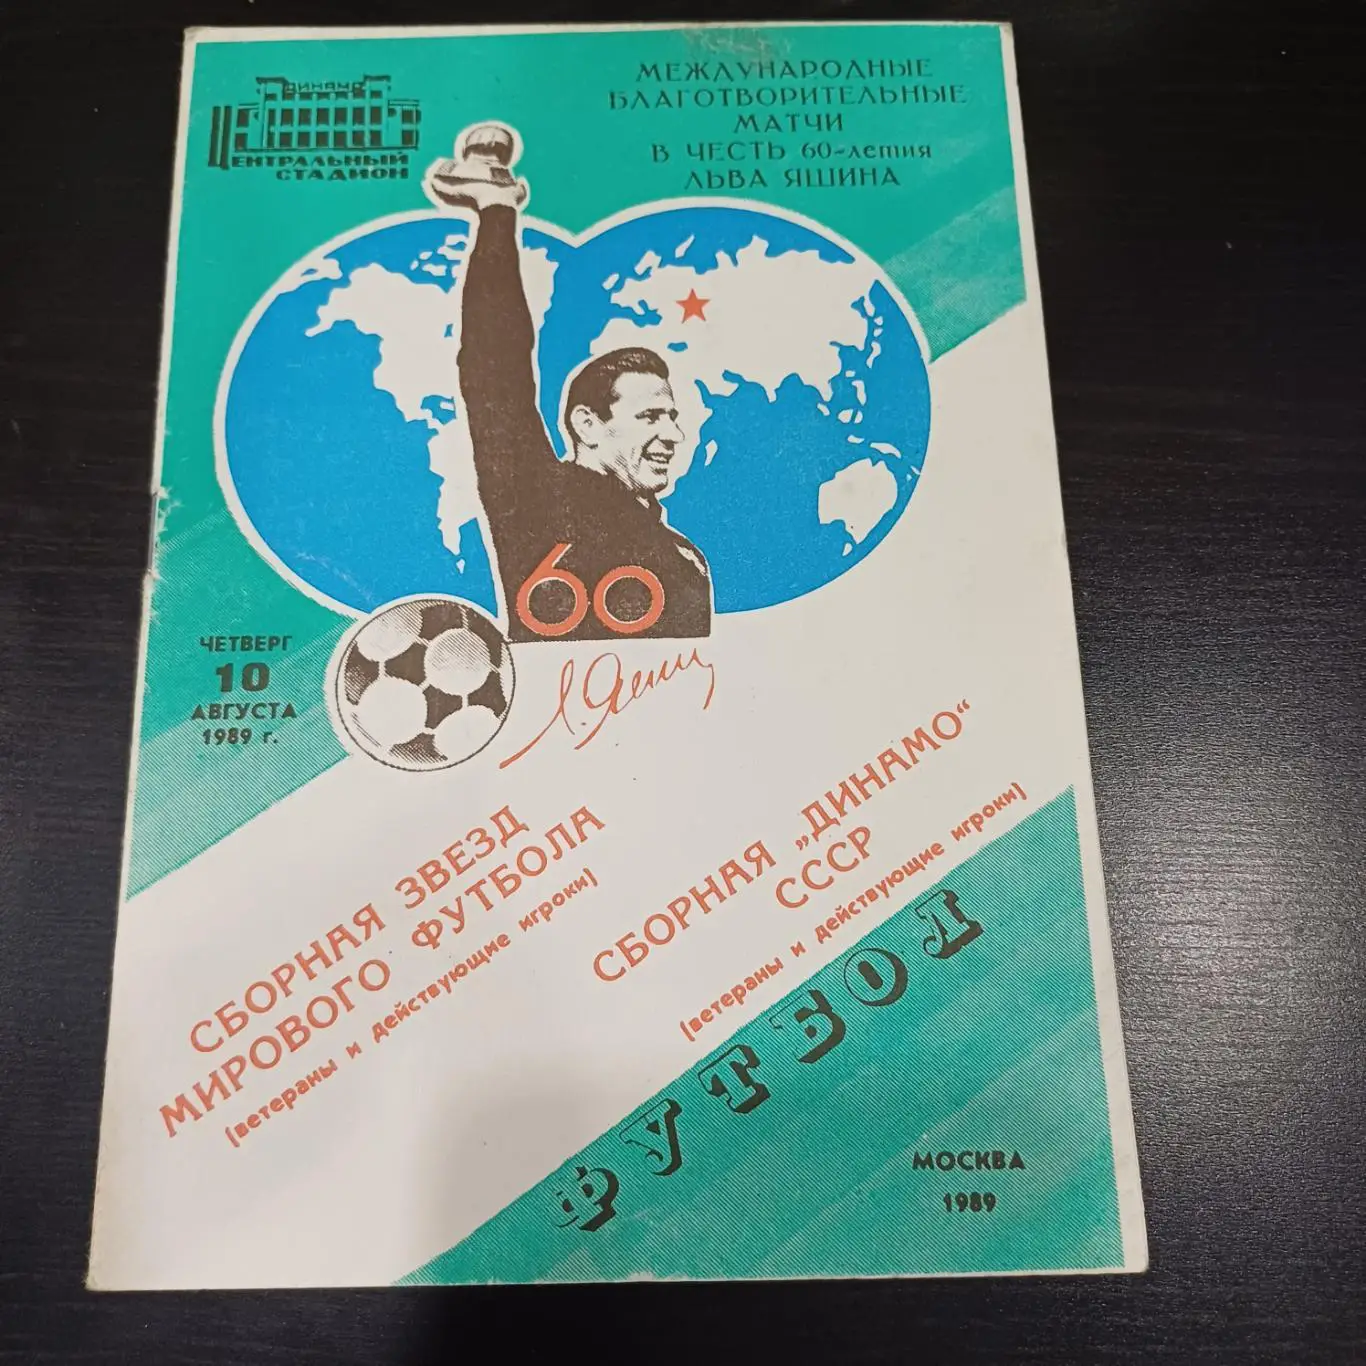 ДИНАМО
ЦЕНТРАЛЬНЫЙ
СТАДИОН
МЕЖДУНАРОДНЫЕ
БЛАГОТВОРИТЕЛЬНЫЕ
МАТЧИ
В ЧЕСТЬ 60-летия
ЛЬВА ЯШИНА
60
Л. Яшин
ЧЕТВЕРГ
10
АВГУСТА
1989 г.
СБОРНАЯ ЗВЕЗД
МИРОВОГО ФУТБОЛА
(ветераны и действующие игроки)
СБОРНАЯ „ДИНАМО“
СССР
(ветераны и действующие игроки)
ФУТБОЛ
МОСКВА
1989